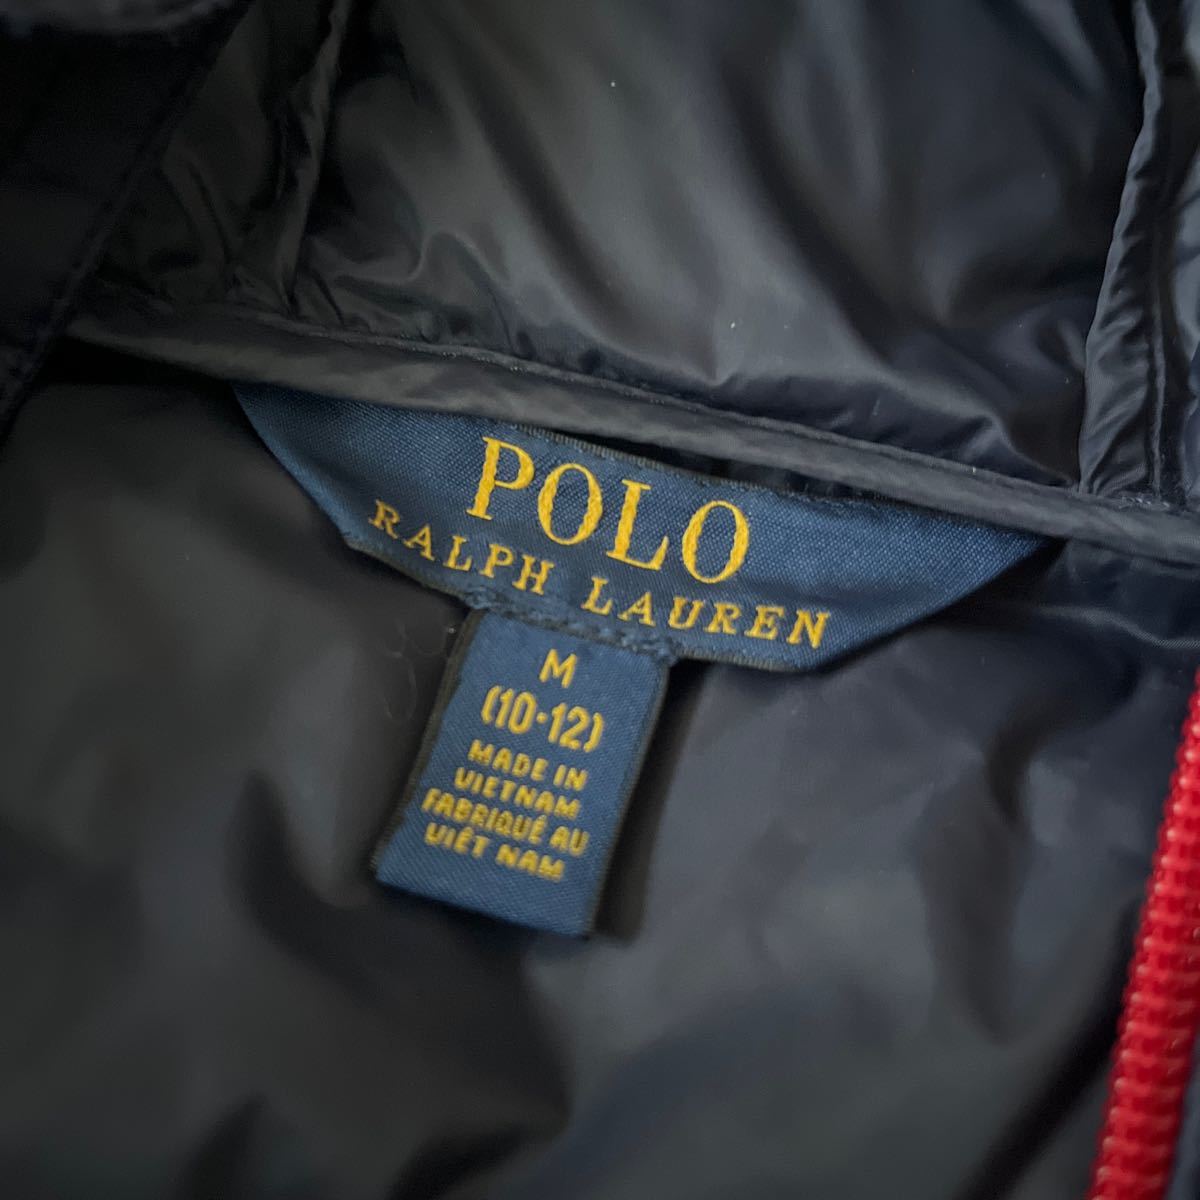 POLO
RALPH LAUREN
M
(10-12)
MADE IN
VIETNAM
FABRIQUÉ AU
VIÊT NAM